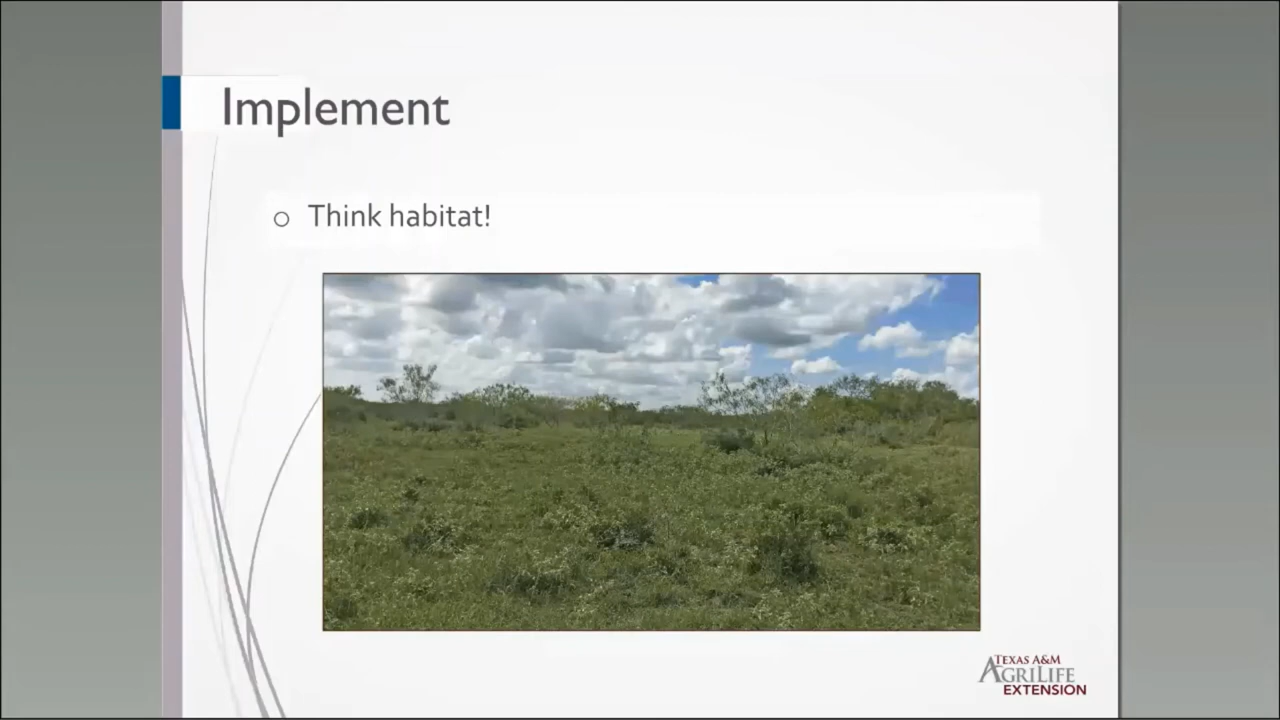 Implement
o Think habitat!
TEXAS A&M
AGRILIFE
EXTENSION